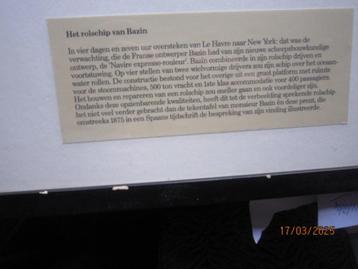 Het rolschip van Bazin
In vier dagen en zeven uur oversteken van Le Havre naar New York: dat was de
verwachting, die de Franse ontwerper Bazin had van zijn nieuwe scheepsbouwkundige
ontwerp, de 'Navire expresse-rouleur'. Bazin combineerde in zijn rolschip drijven en
voortstuwing. Op vier stellen van twee wielvormige drijvers zou zijn schip over het oceaan-
water rollen. De constructie bestond voor het overige uit een groot platform met ruimte
voor de stoommachines, 500 ton vracht en 1ste klas accommodatie voor 400 passagiers.
Het bouwen en repareren van een rolschip zou sneller gaan en ook voordeliger zijn.
Ondanks deze opzienbarende kwaliteiten, heeft dit tot de verbeelding sprekende rolschip
het niet veel verder gebracht dan de tekentafel van monsieur Bazin én deze prent, die
omstreeks 1875 in een Spaans tijdschrift de bespreking van zijn vinding illustreerde.
17/03/2025